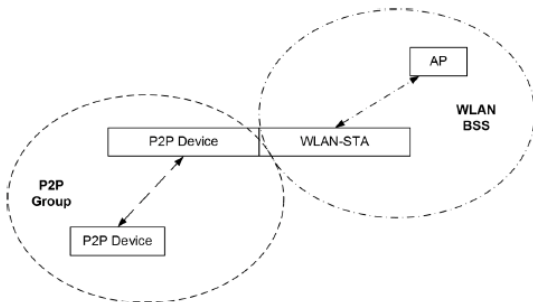 AP
WLAN
BSS
P2P Device
WLAN-STA
P2P
Group
P2P Device